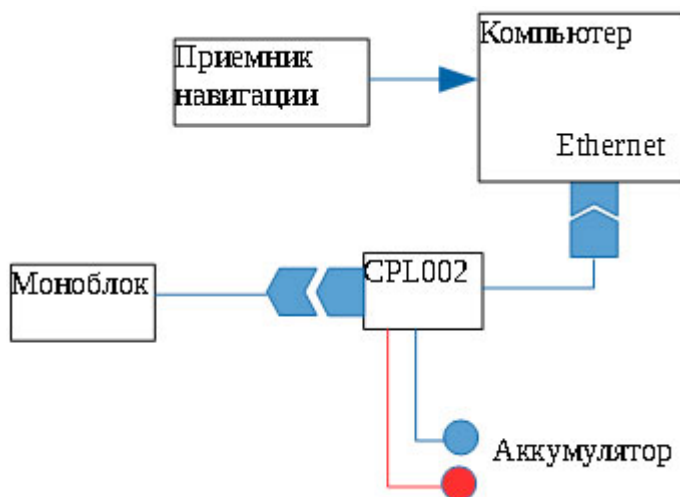 Компьютер
Приемник
навигации
Ethernet
Моноблок
CPL002
Аккумулятор